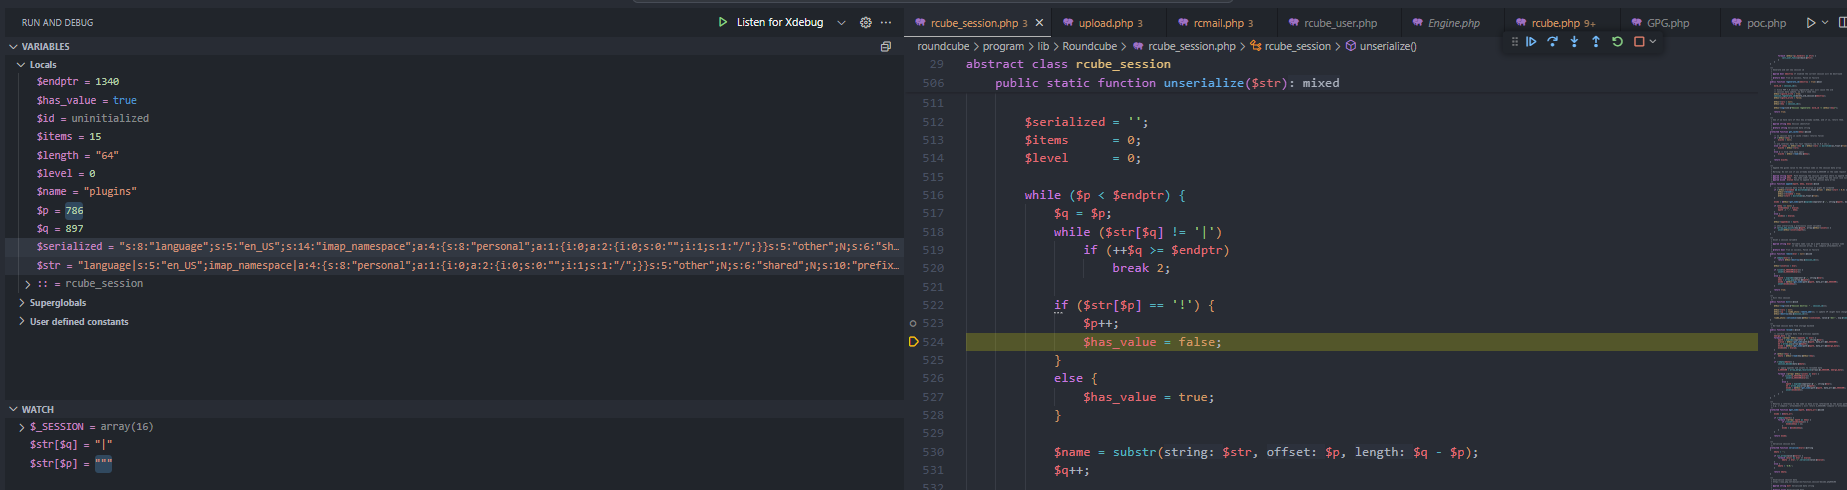 RUN AND DEBUG
Listen for Xdebug
VARIABLES
Locals
$endptr = 1340
$has_value = true
$id = uninitialized
$items = 15
$length = "64"
$level = 0
$name = "plugins"
$p = 786
$q = 897
$serialized = "s:8:"language";s:5:"en_US";s:14:"imap_namespace";a:4:{s:8:"personal";a:1:{i:0;a:2:{i:0;s:0:"";i:1;s:1:"/";}}s:5:"other";N;s:6:"sh…
$str = "language|s:5:"en_US";imap_namespace|a:4:{s:8:"personal";a:1:{i:0;a:2:{i:0;s:0:"";i:1;s:1:"/";}}s:5:"other";N;s:6:"shared";N;s:10:"prefix…
:: = rcube_session
Superglobals
User defined constants
WATCH
$_SESSION = array(16)
$str[$q] = "|"
$str[$p] = """
rcube_session.php 3
upload.php 3
rcmail.php 3
rcube_user.php
Engine.php
rcube.php 9+
GPG.php
poc.php
roundcube > program > lib > Roundcube > rcube_session.php > rcube_session > unserialize()
29 abstract class rcube_session
506 public static function unserialize($str): mixed
511
512 $serialized = '';
513 $items = 0;
514 $level = 0;
515
516 while ($p < $endptr) {
517 $q = $p;
518 while ($str[$q] != '|')
519 if (++$q >= $endptr)
520 break 2;
521
522 if ($str[$p] == '!') {
523 $p++;
524 $has_value = false;
525 }
526 else {
527 $has_value = true;
528 }
529
530 $name = substr(string: $str, offset: $p, length: $q - $p);
531 $q++;
532